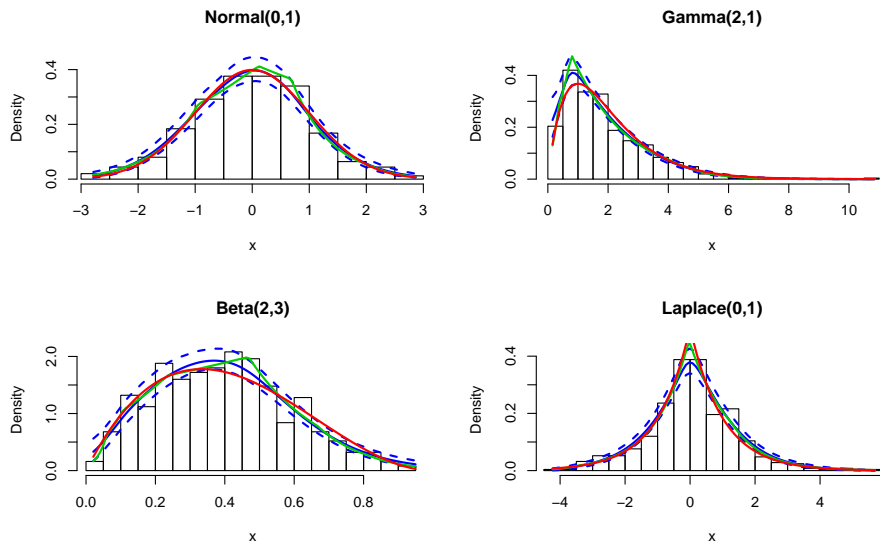 Normal(0,1)
Density
0.0 0.2 0.4
−3 −2 −1 0 1 2 3
x
Gamma(2,1)
Density
0.0 0.2 0.4
0 2 4 6 8 10
x
Beta(2,3)
Density
0.0 1.0 2.0
0.0 0.2 0.4 0.6 0.8
x
Laplace(0,1)
Density
0.0 0.2 0.4
−4 −2 0 2 4
x